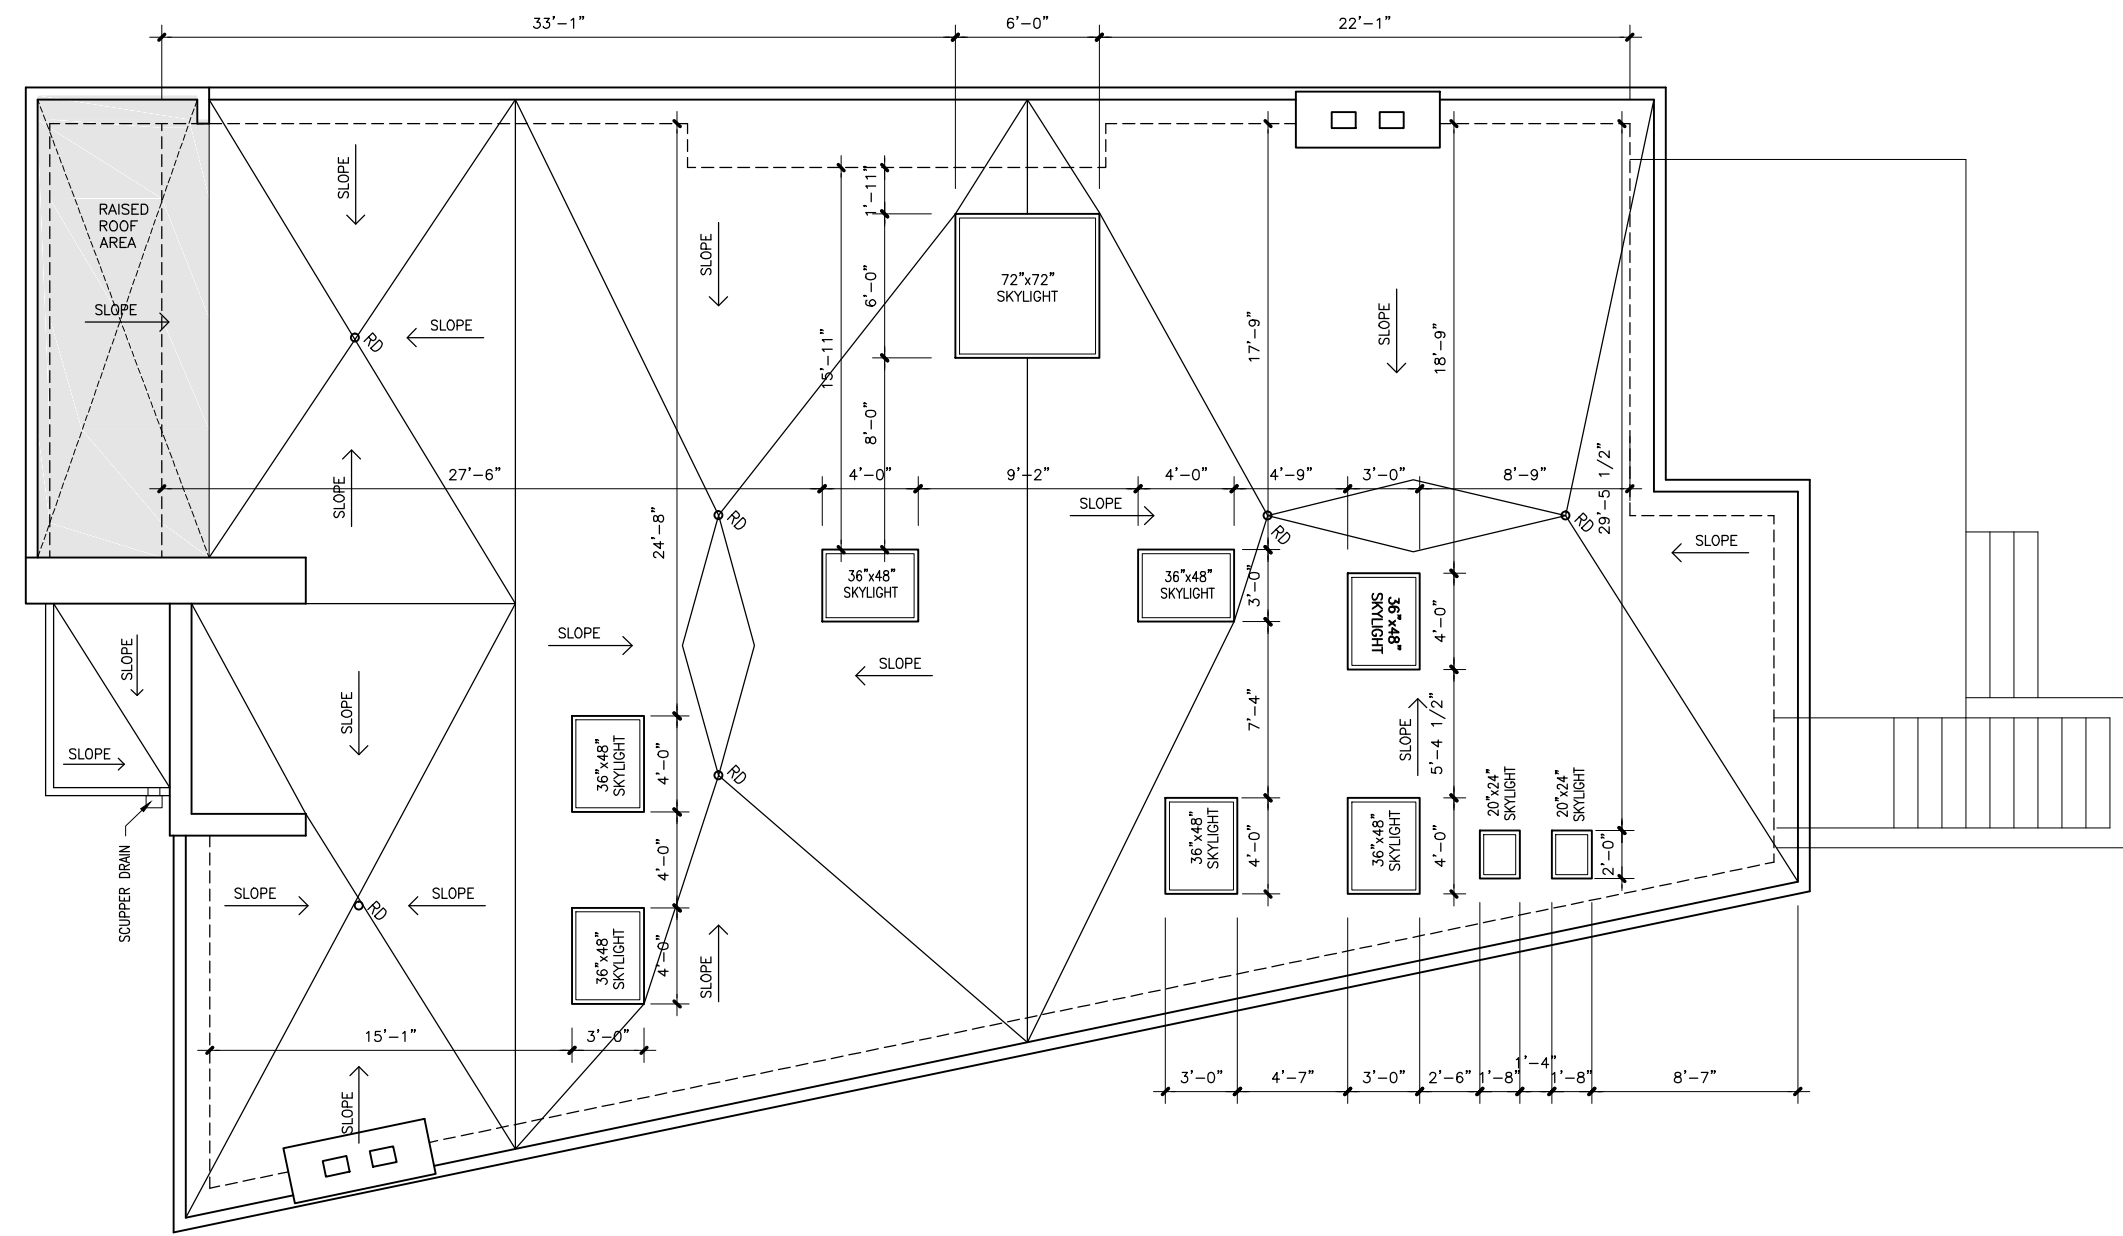 33'-1"
6'-0"
22'-1"
SLOPE
1'-11"
RAISED
ROOF
AREA
SLOPE
72"x72"
SKYLIGHT
6'-0"
SLOPE
SLOPE
SLOPE
RD
15'-11"
17'-9"
SLOPE
18'-9"
8'-0"
27'-6"
4'-0"
9'-2"
4'-0"
4'-9"
3'-0"
8'-9"
29'-5 1/2"
SLOPE
24'-8"
RD
SLOPE
RD
RD
SLOPE
36"x48"
SKYLIGHT
36"x48"
SKYLIGHT
3'-0"
36"x48"
SKYLIGHT
4'-0"
SLOPE
SLOPE
SLOPE
SLOPE
SLOPE
7'-4"
SLOPE
5'-4 1/2"
36"x48"
SKYLIGHT
4'-0"
RD
20"x24"
SKYLIGHT
20"x24"
SKYLIGHT
36"x48"
SKYLIGHT
4'-0"
36"x48"
SKYLIGHT
4'-0"
2'-0"
SCUPPER DRAIN
SLOPE
RD
SLOPE
4'-0"
36"x48"
SKYLIGHT
4'-0"
SLOPE
15'-1"
3'-0"
SLOPE
3'-0"
4'-7"
3'-0"
2'-6"
1'-8"
1'-4"
1'-8"
8'-7"